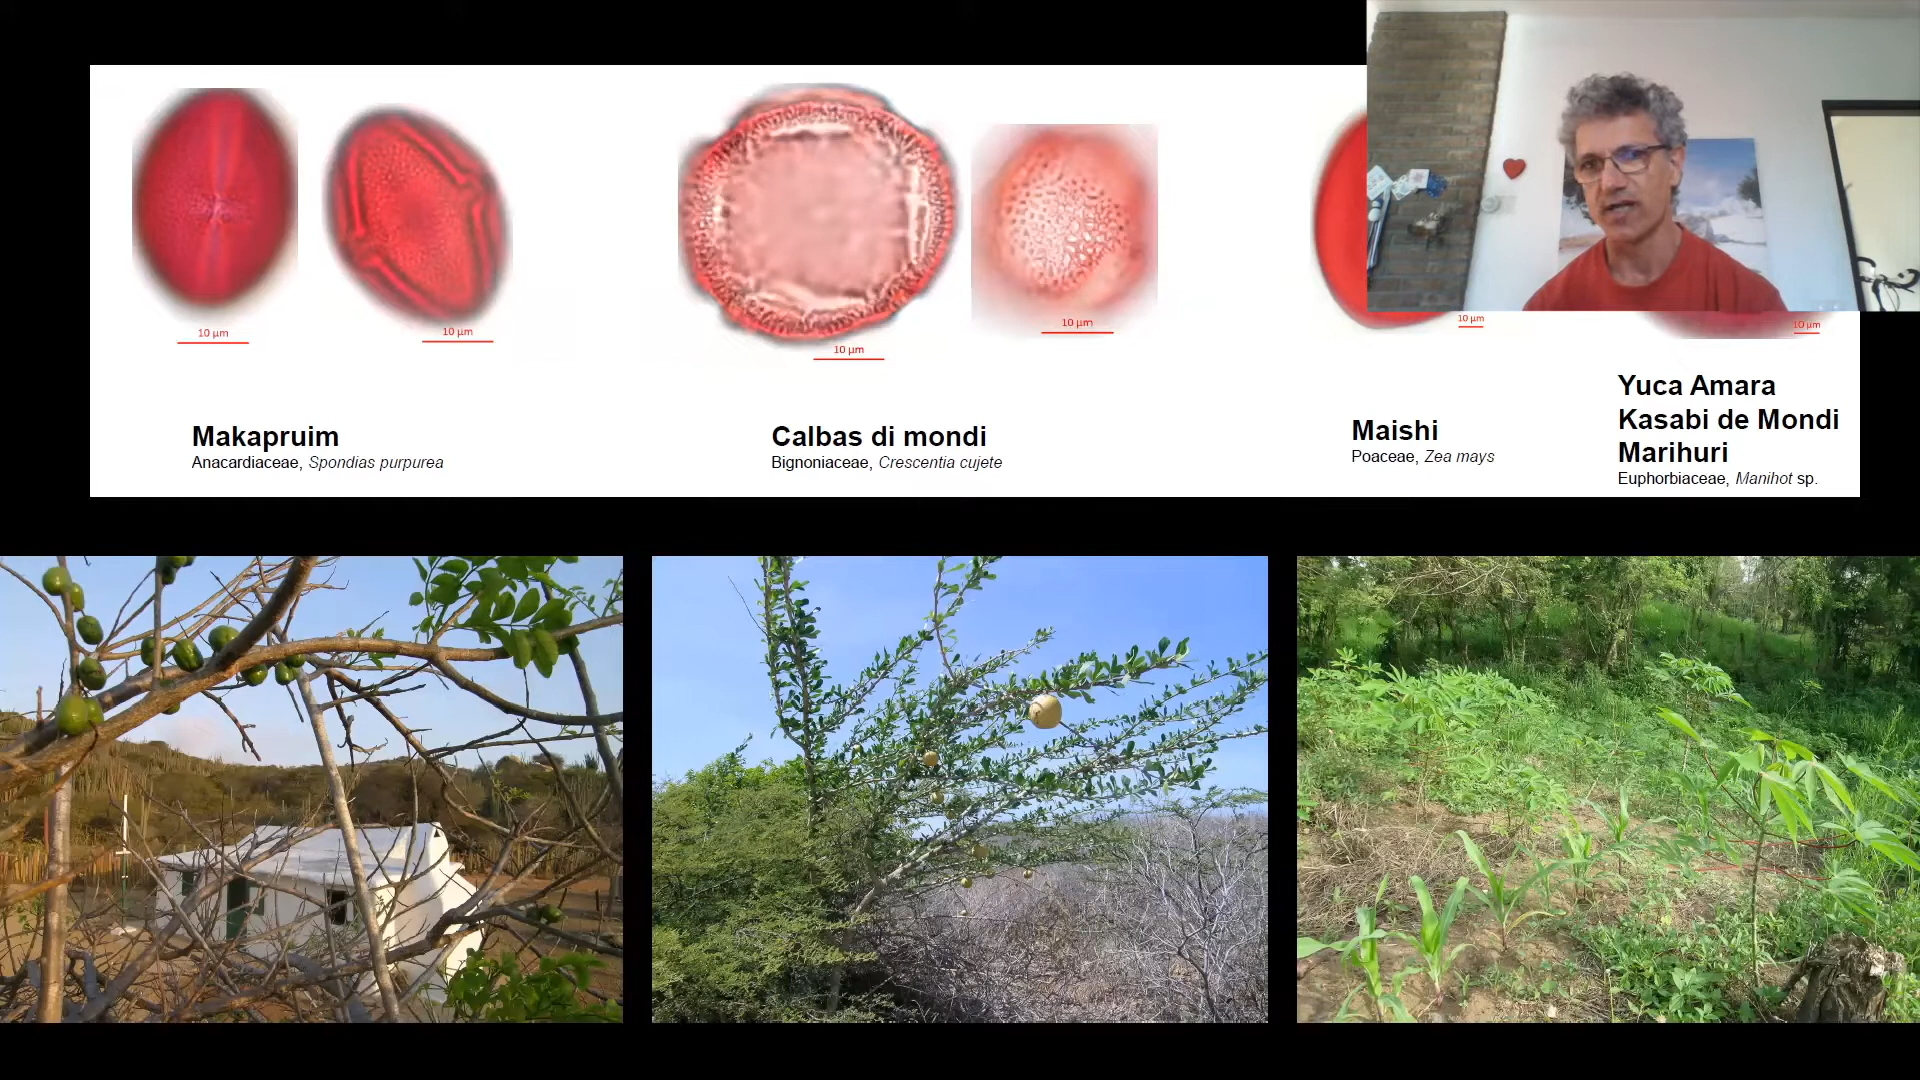 10 µm
10 µm
10 µm
10 µm
10 µm
10 µm
Makapruim
Anacardiaceae, Spondias purpurea
Calbas di mondi
Bignoniaceae, Crescentia cujete
Maishi
Poaceae, Zea mays
Yuca Amara
Kasabi de Mondi
Marihuri
Euphorbiaceae, Manihot sp.